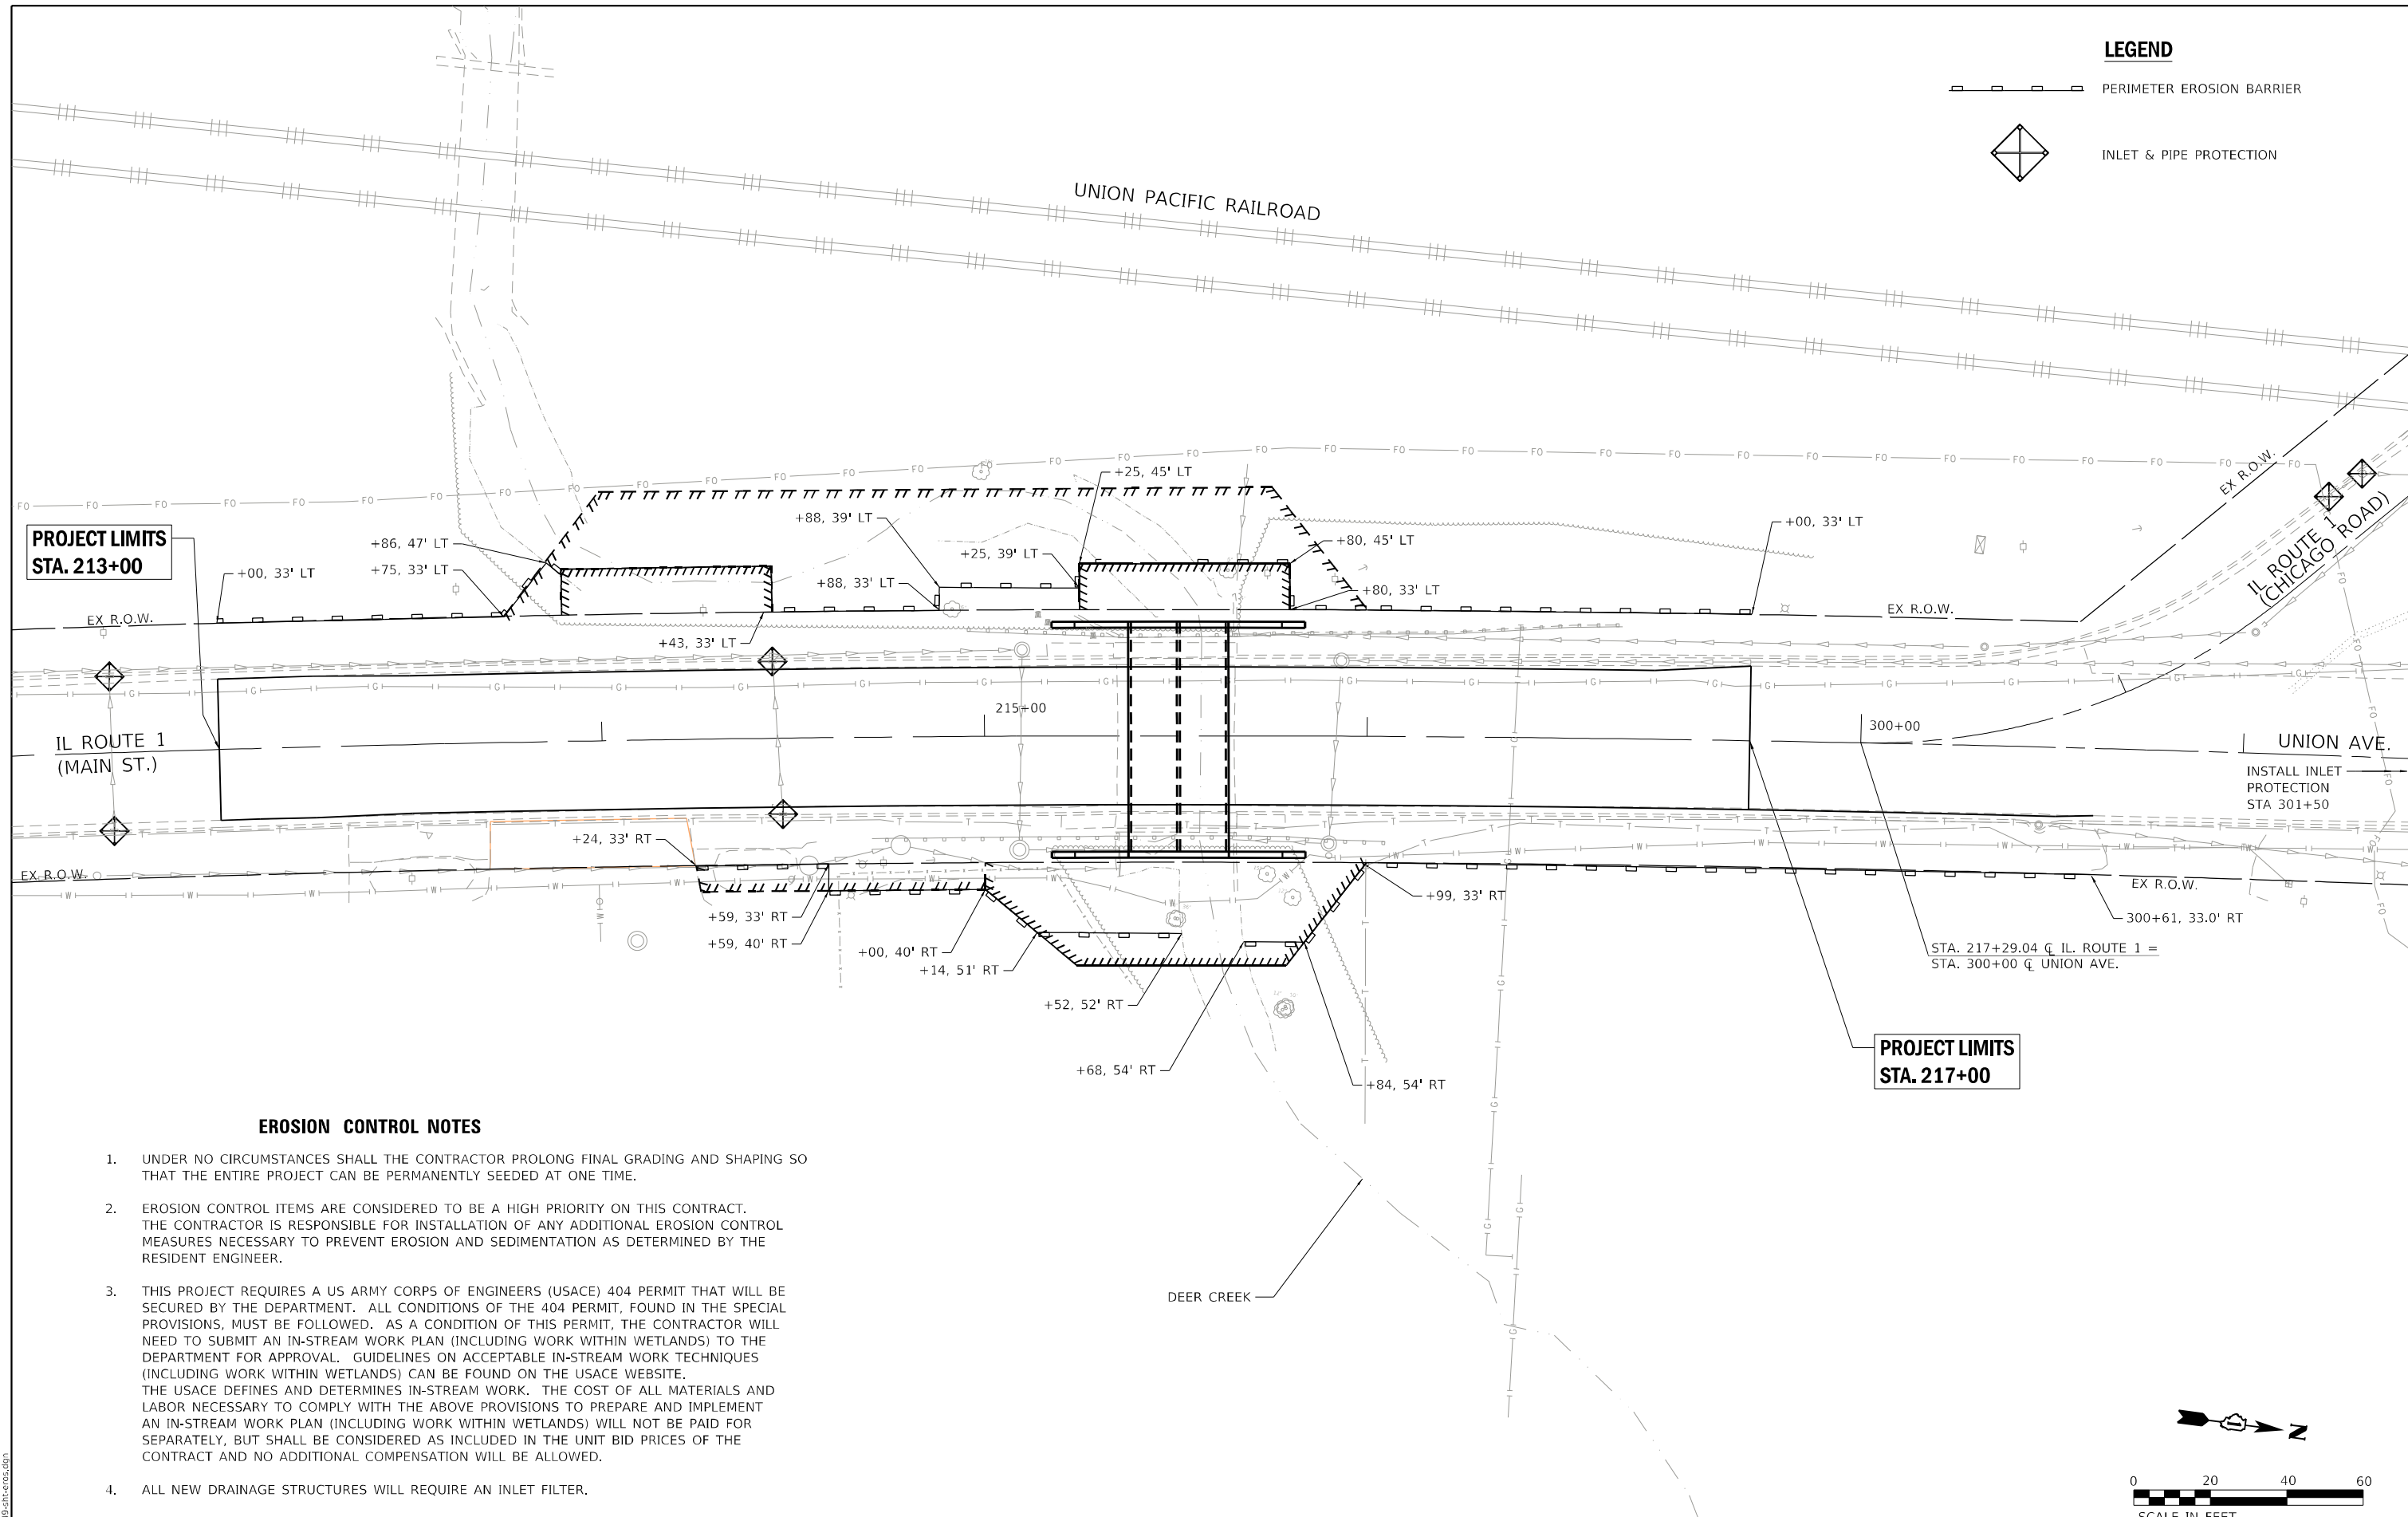 LEGEND
PERIMETER EROSION BARRIER
INLET & PIPE PROTECTION
UNION PACIFIC RAILROAD
EX R.O.W.
IL ROUTE 1
(CHICAGO ROAD)
PROJECT LIMITS
STA. 213+00
+00, 33' LT
+86, 47' LT
+75, 33' LT
+43, 33' LT
+88, 39' LT
+88, 33' LT
+25, 39' LT
+25, 45' LT
+80, 45' LT
+80, 33' LT
+00, 33' LT
EX R.O.W.
EX R.O.W.
IL ROUTE 1
(MAIN ST.)
215+00
300+00
UNION AVE.
INSTALL INLET
PROTECTION
STA 301+50
EX R.O.W.
+24, 33' RT
+59, 33' RT
+59, 40' RT
+00, 40' RT
+14, 51' RT
+52, 52' RT
+68, 54' RT
+84, 54' RT
+99, 33' RT
EX R.O.W.
300+61, 33.0' RT
STA. 217+29.04 ℄ IL. ROUTE 1 =
STA. 300+00 ℄ UNION AVE.
PROJECT LIMITS
STA. 217+00
DEER CREEK
EROSION CONTROL NOTES
1. UNDER NO CIRCUMSTANCES SHALL THE CONTRACTOR PROLONG FINAL GRADING AND SHAPING SO
THAT THE ENTIRE PROJECT CAN BE PERMANENTLY SEEDED AT ONE TIME.
2. EROSION CONTROL ITEMS ARE CONSIDERED TO BE A HIGH PRIORITY ON THIS CONTRACT.
THE CONTRACTOR IS RESPONSIBLE FOR INSTALLATION OF ANY ADDITIONAL EROSION CONTROL
MEASURES NECESSARY TO PREVENT EROSION AND SEDIMENTATION AS DETERMINED BY THE
RESIDENT ENGINEER.
3. THIS PROJECT REQUIRES A US ARMY CORPS OF ENGINEERS (USACE) 404 PERMIT THAT WILL BE
SECURED BY THE DEPARTMENT. ALL CONDITIONS OF THE 404 PERMIT, FOUND IN THE SPECIAL
PROVISIONS, MUST BE FOLLOWED. AS A CONDITION OF THIS PERMIT, THE CONTRACTOR WILL
NEED TO SUBMIT AN IN-STREAM WORK PLAN (INCLUDING WORK WITHIN WETLANDS) TO THE
DEPARTMENT FOR APPROVAL. GUIDELINES ON ACCEPTABLE IN-STREAM WORK TECHNIQUES
(INCLUDING WORK WITHIN WETLANDS) CAN BE FOUND ON THE USACE WEBSITE.
THE USACE DEFINES AND DETERMINES IN-STREAM WORK. THE COST OF ALL MATERIALS AND
LABOR NECESSARY TO COMPLY WITH THE ABOVE PROVISIONS TO PREPARE AND IMPLEMENT
AN IN-STREAM WORK PLAN (INCLUDING WORK WITHIN WETLANDS) WILL NOT BE PAID FOR
SEPARATELY, BUT SHALL BE CONSIDERED AS INCLUDED IN THE UNIT BID PRICES OF THE
CONTRACT AND NO ADDITIONAL COMPENSATION WILL BE ALLOWED.
4. ALL NEW DRAINAGE STRUCTURES WILL REQUIRE AN INLET FILTER.
N
0 20 40 60
SCALE IN FEET